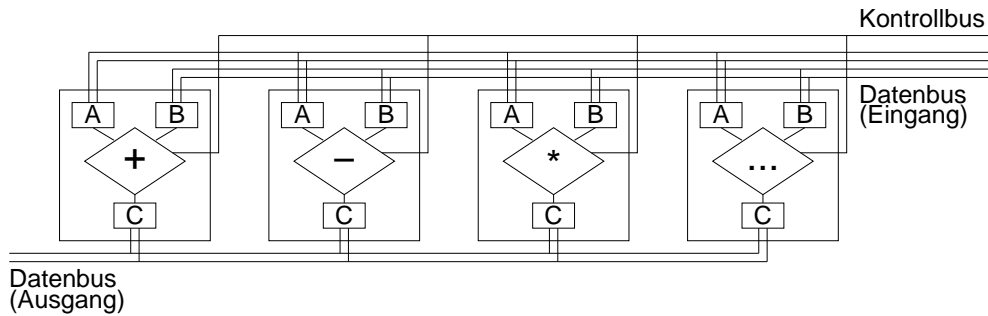 Kontrollbus
Datenbus
(Eingang)
A B A B A B A B
+ − * ...
C C C C
Datenbus
(Ausgang)